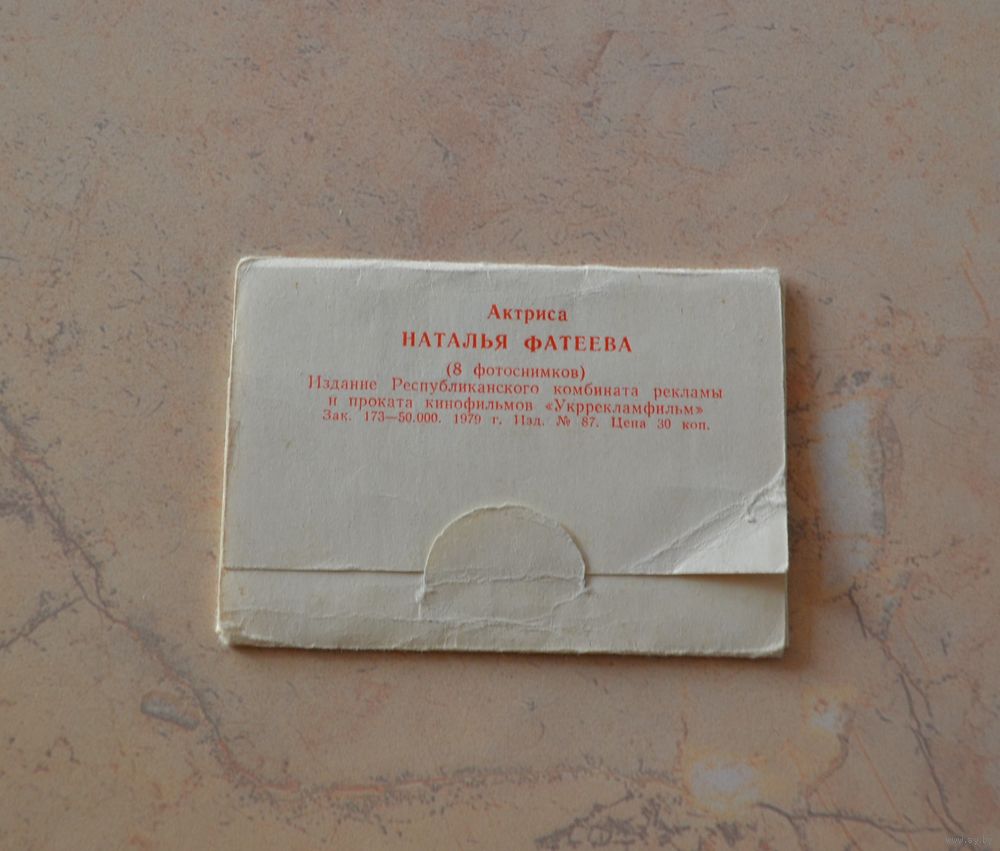 Актриса
НАТАЛЬЯ ФАТЕЕВА
(8 фотоснимков)
Издание Республиканского комбината рекламы
и проката кинофильмов «Укррекламфильм»
Зак. 173—50.000. 1979 г. Изд. № 87. Цена 30 коп.